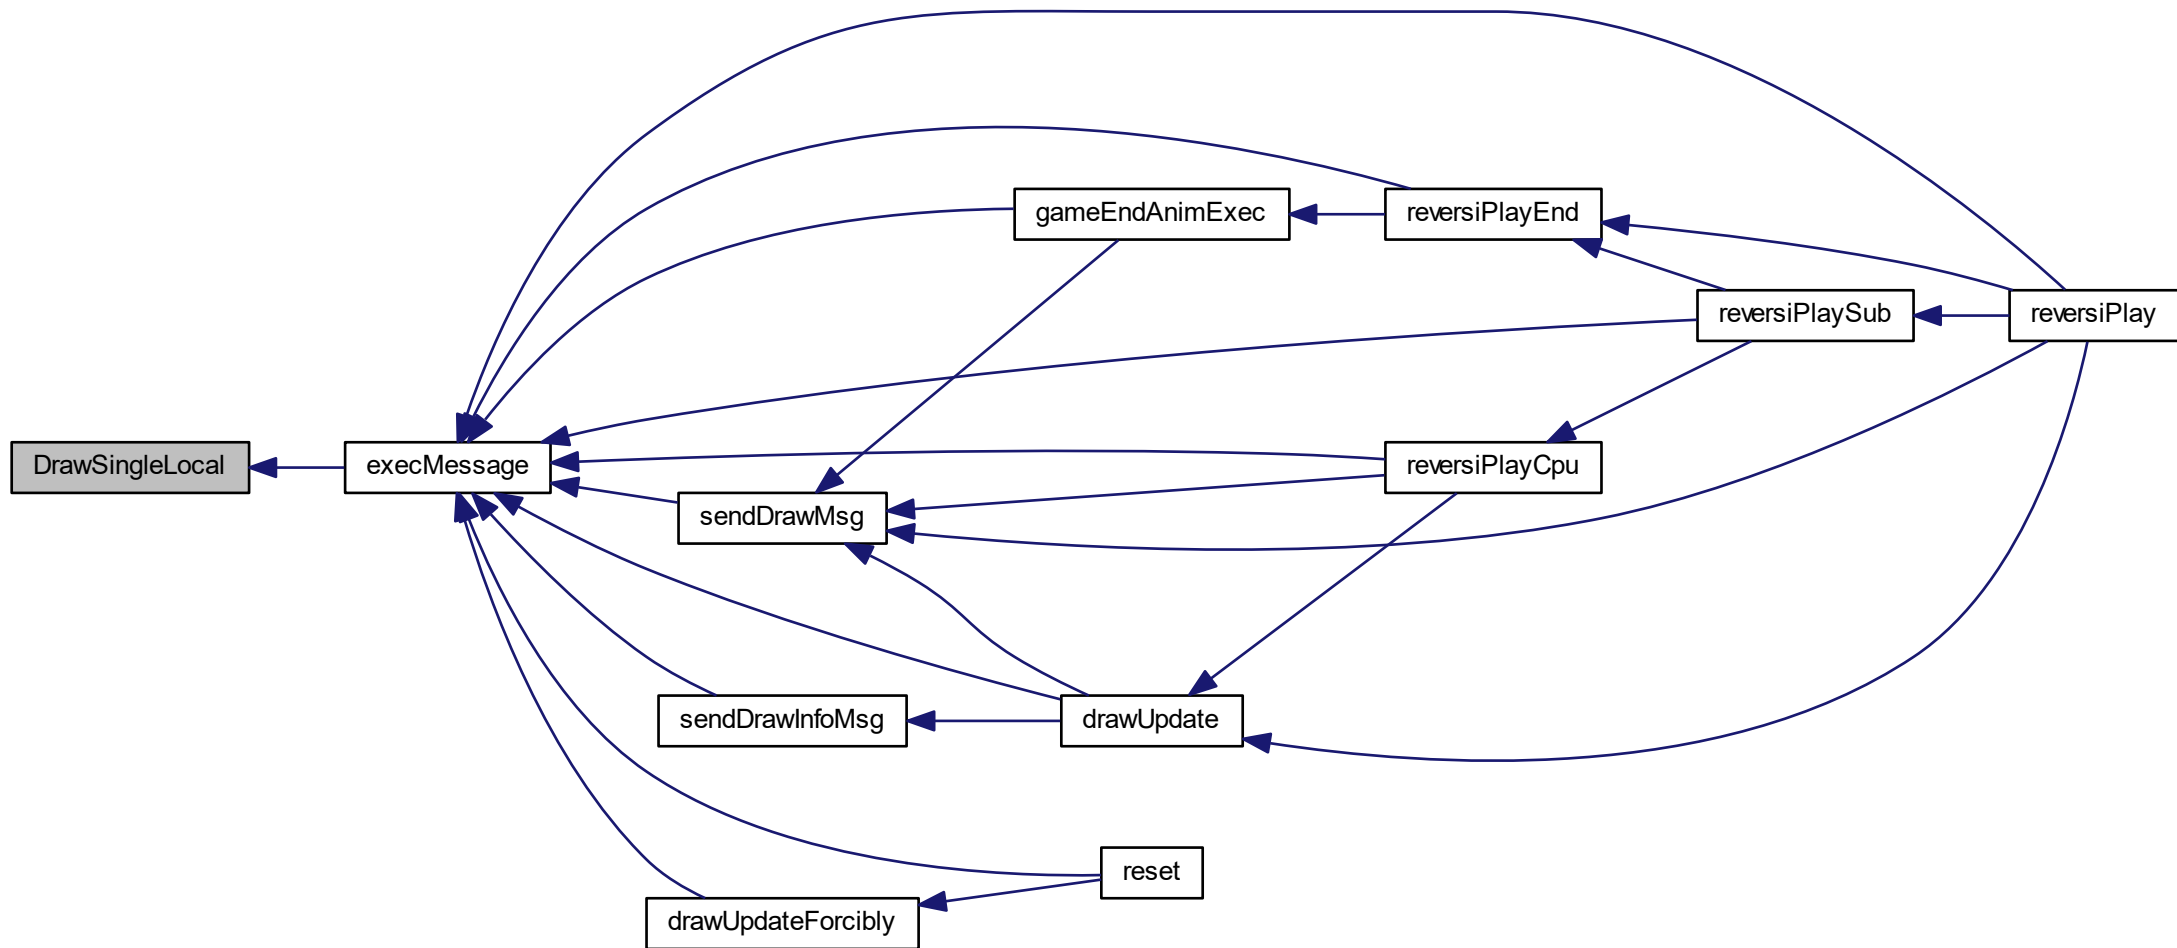 DrawSingleLocal
execMessage
gameEndAnimExec
reversiPlayEnd
reversiPlaySub
reversiPlay
sendDrawMsg
reversiPlayCpu
sendDrawInfoMsg
drawUpdate
reset
drawUpdateForcibly